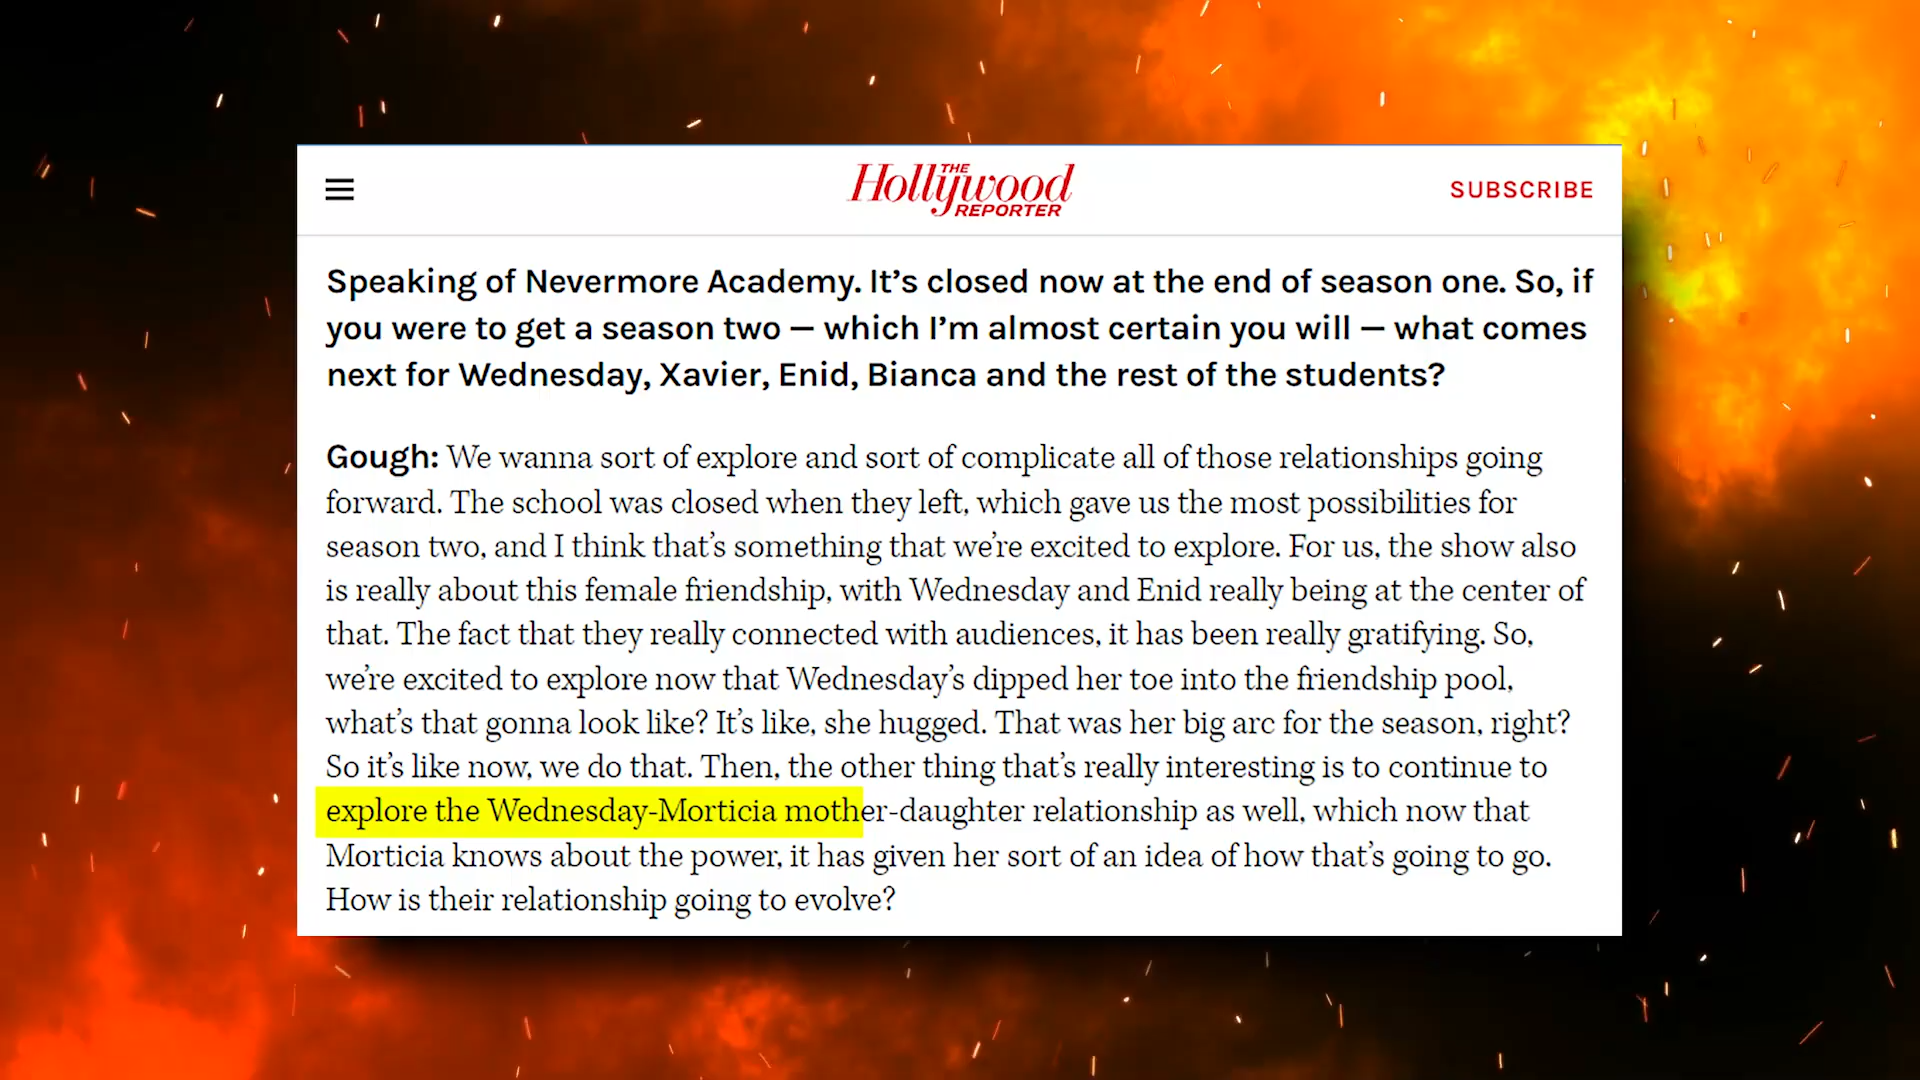 THE
Hollywood
REPORTER
SUBSCRIBE
Speaking of Nevermore Academy. It’s closed now at the end of season one. So, if
you were to get a season two — which I’m almost certain you will — what comes
next for Wednesday, Xavier, Enid, Bianca and the rest of the students?
Gough: We wanna sort of explore and sort of complicate all of those relationships going
forward. The school was closed when they left, which gave us the most possibilities for
season two, and I think that’s something that we’re excited to explore. For us, the show also
is really about this female friendship, with Wednesday and Enid really being at the center of
that. The fact that they really connected with audiences, it has been really gratifying. So,
we’re excited to explore now that Wednesday’s dipped her toe into the friendship pool,
what’s that gonna look like? It’s like, she hugged. That was her big arc for the season, right?
So it’s like now, we do that. Then, the other thing that’s really interesting is to continue to
explore the Wednesday-Morticia mother-daughter relationship as well, which now that
Morticia knows about the power, it has given her sort of an idea of how that’s going to go.
How is their relationship going to evolve?